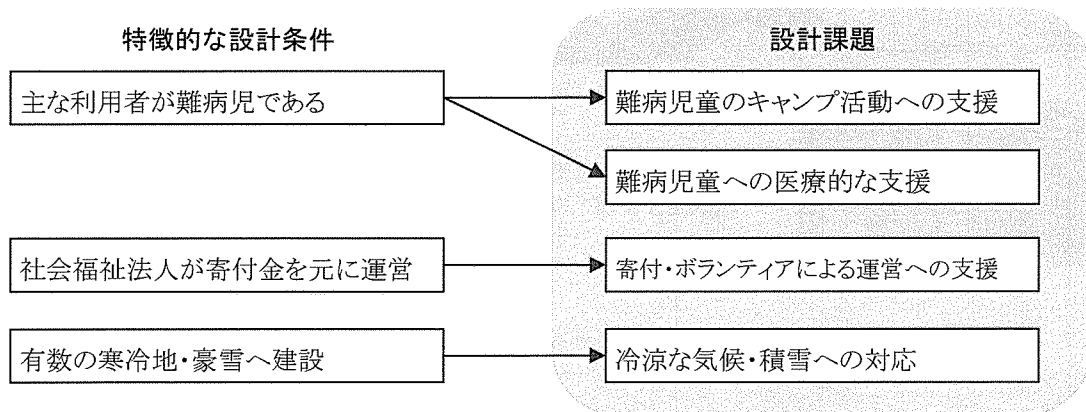 特徴的な設計条件
設計課題
主な利用者が難病児である
難病児童のキャンプ活動への支援
難病児童への医療的な支援
社会福祉法人が寄付金を元に運営
寄付・ボランティアによる運営への支援
有数の寒冷地・豪雪へ建設
冷涼な気候・積雪への対応